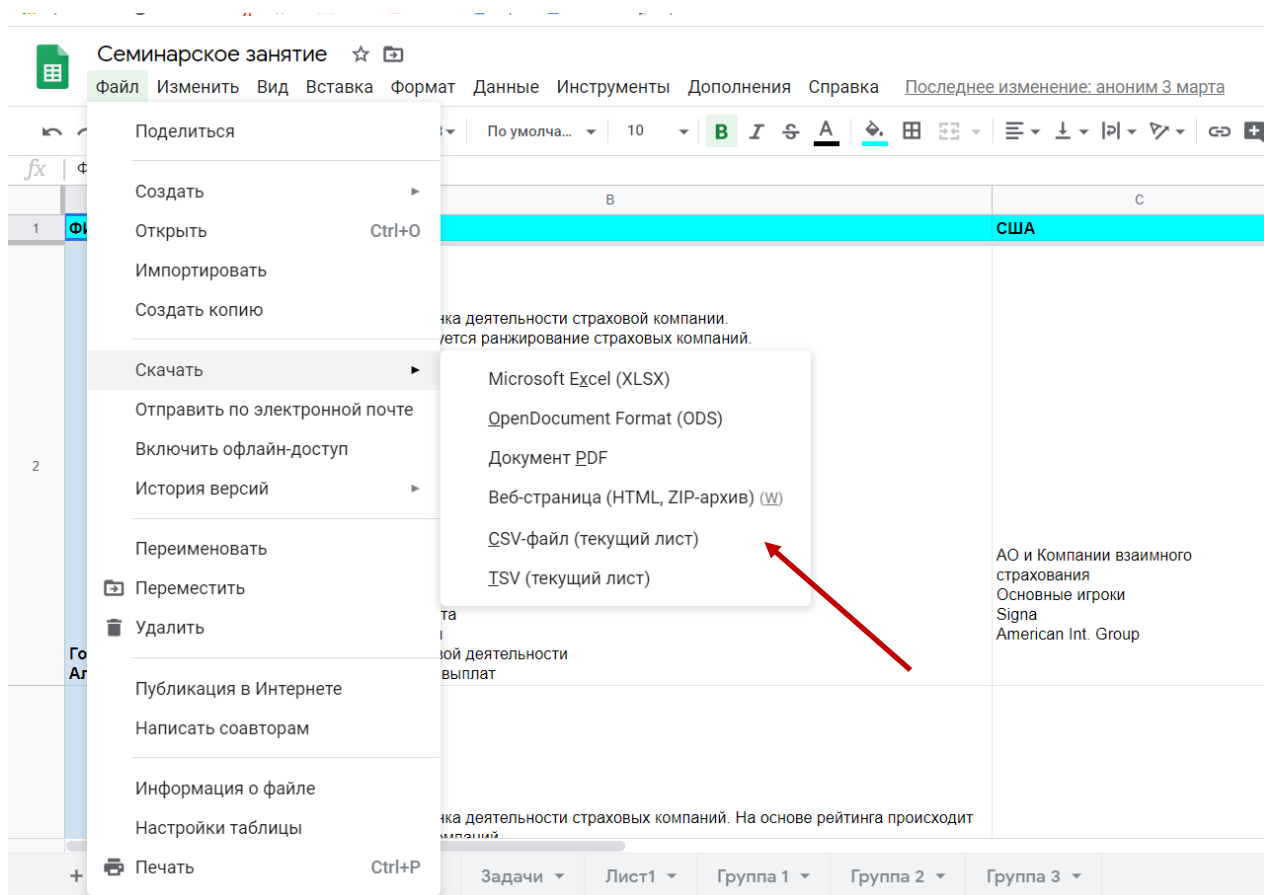 Семинарское занятие
Файл Изменить Вид Вставка Формат Данные Инструменты Дополнения Справка Последнее изменение: аноним 3 марта
По умолча... 10 B I S A
fx
B C
1 США
Поделиться
Создать
Открыть Ctrl+O
Импортировать
Создать копию
Скачать
Отправить по электронной почте
Включить офлайн-доступ
История версий
Переименовать
Переместить
Удалить
Публикация в Интернете
Написать соавторам
Информация о файле
Настройки таблицы
Печать Ctrl+P
Microsoft Excel (XLSX)
OpenDocument Format (ODS)
Документ PDF
Веб-страница (HTML, ZIP-архив) (W)
CSV-файл (текущий лист)
TSV (текущий лист)
2
деятельности страховой компании.
ранжирование страховых компаний.
деятельности
выплат
АО и Компании взаимного
страхования
Основные игроки
Signa
American Int. Group
деятельности страховых компаний. На основе рейтинга происходит
+ Задачи Лист1 Группа 1 Группа 2 Группа 3